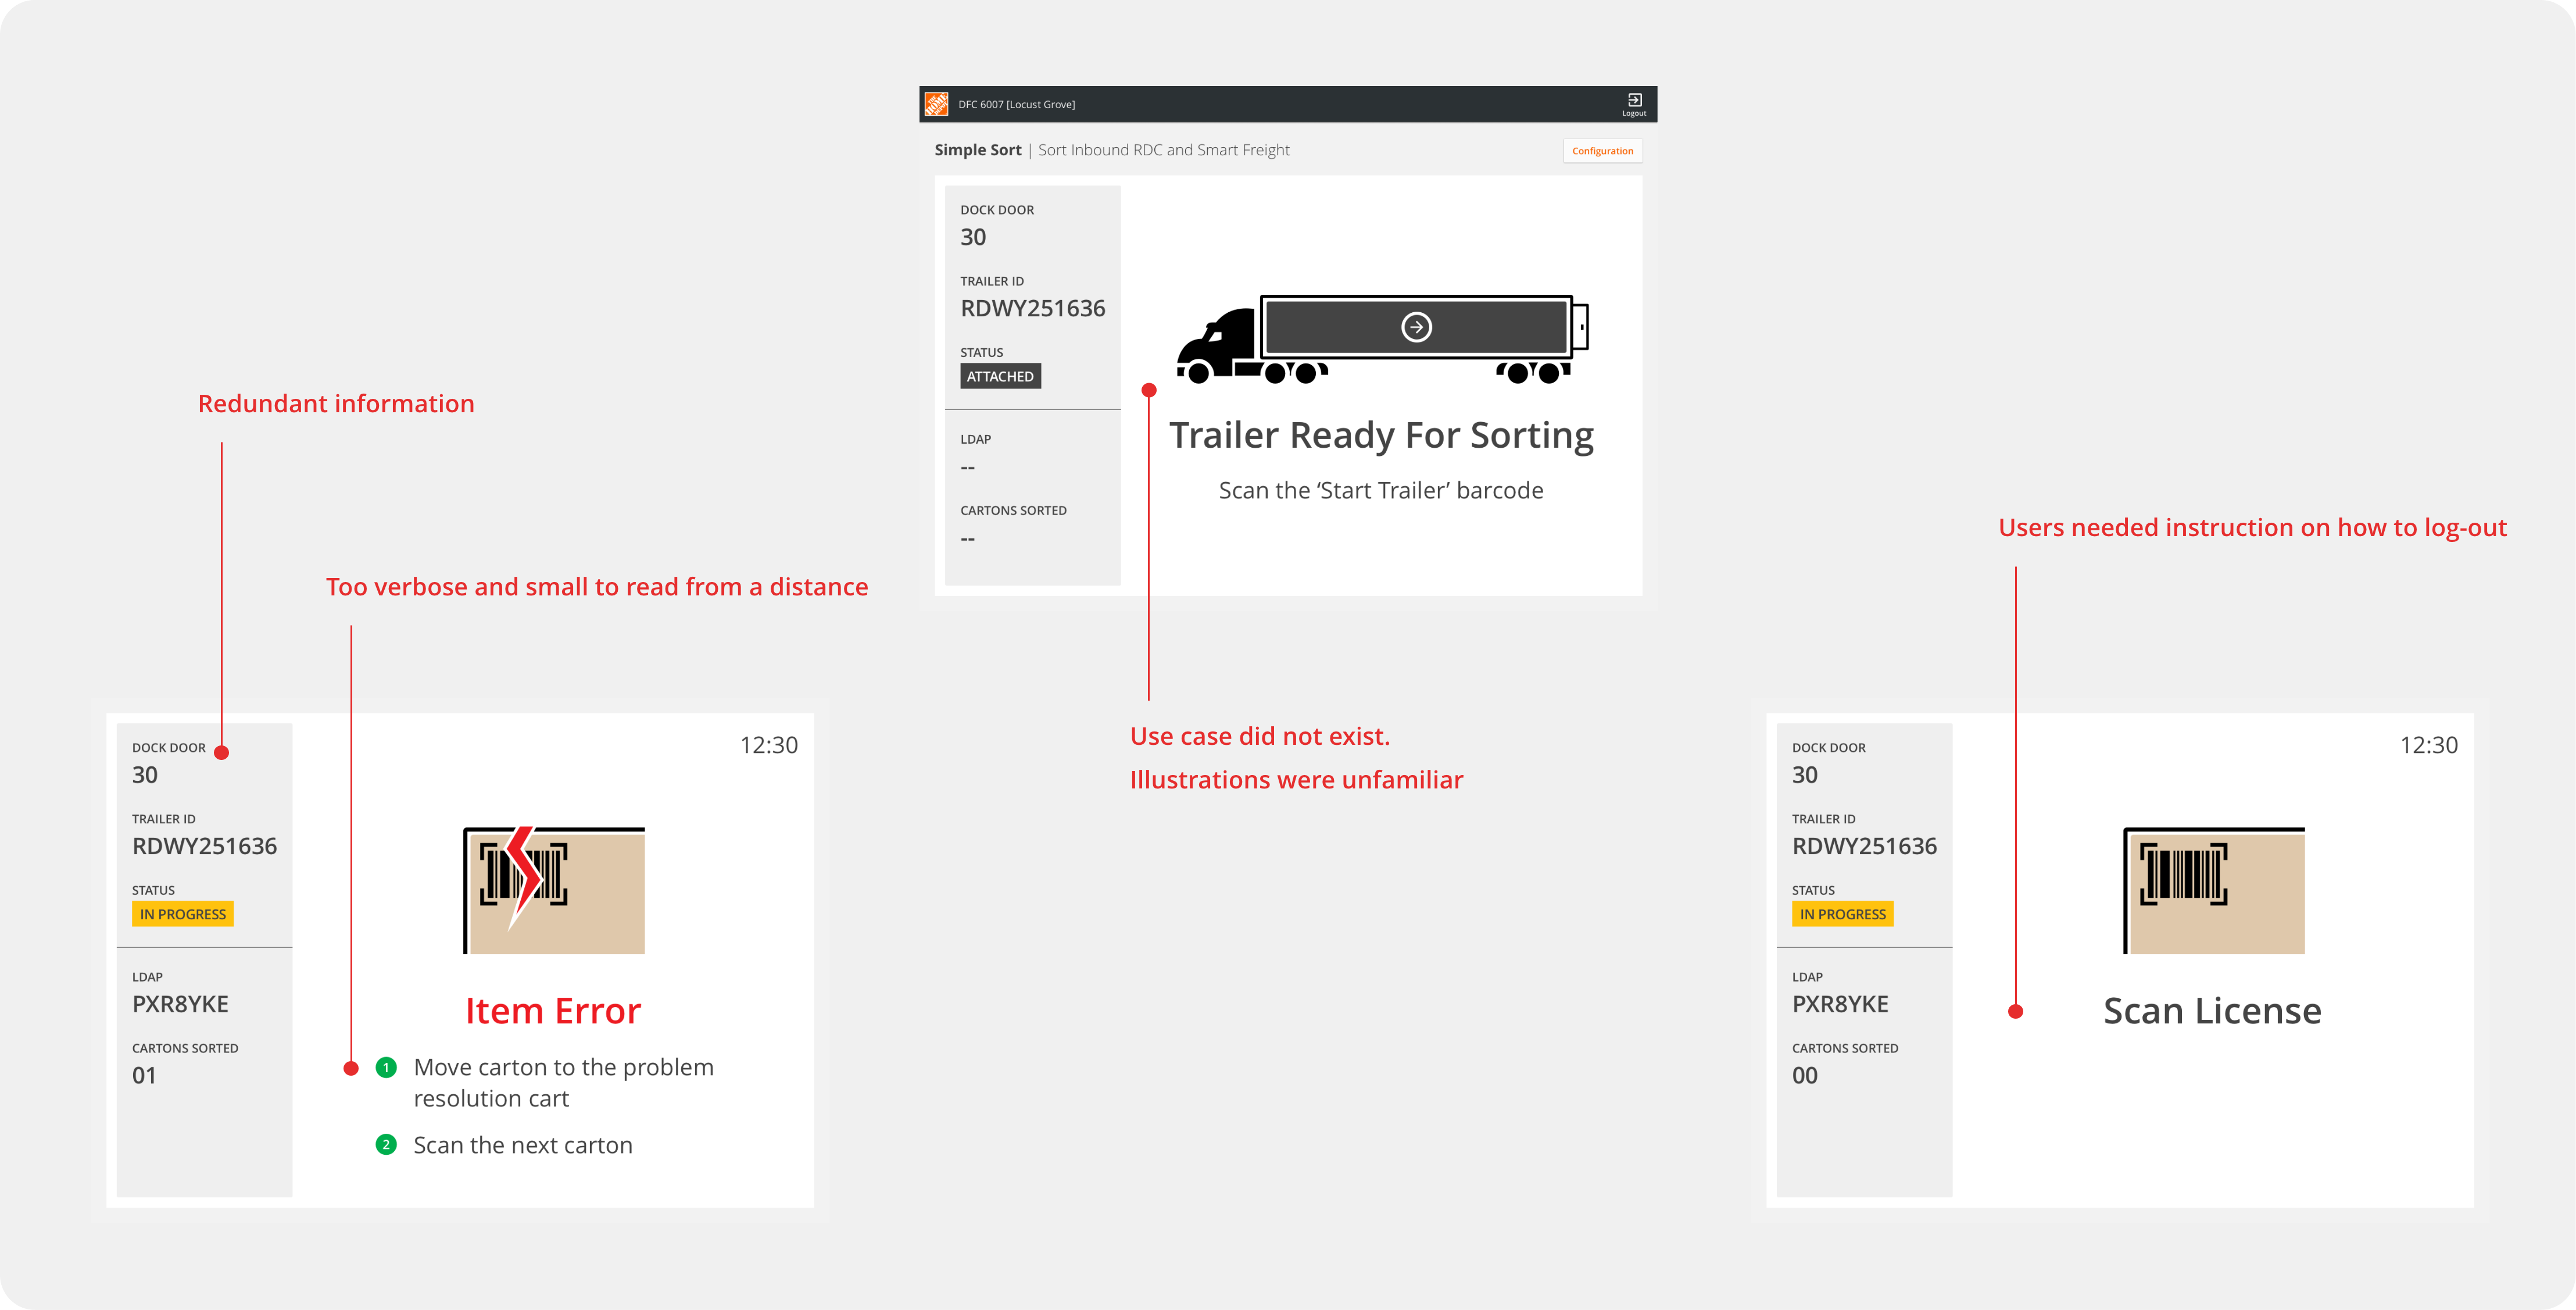 THE HOME
DFC 6007 [Locust Grove]
Logout
Simple Sort | Sort Inbound RDC and Smart Freight
Configuration
DOCK DOOR
30
TRAILER ID
RDWY251636
STATUS
ATTACHED
LDAP
--
CARTONS SORTED
--
Trailer Ready For Sorting
Scan the ‘Start Trailer’ barcode
Redundant information
Too verbose and small to read from a distance
Use case did not exist.
Illustrations were unfamiliar
Users needed instruction on how to log-out
DOCK DOOR
30
TRAILER ID
RDWY251636
STATUS
IN PROGRESS
LDAP
PXR8YKE
CARTONS SORTED
01
12:30
Item Error
1 Move carton to the problem
resolution cart
2 Scan the next carton
DOCK DOOR
30
TRAILER ID
RDWY251636
STATUS
IN PROGRESS
LDAP
PXR8YKE
CARTONS SORTED
00
12:30
Scan License